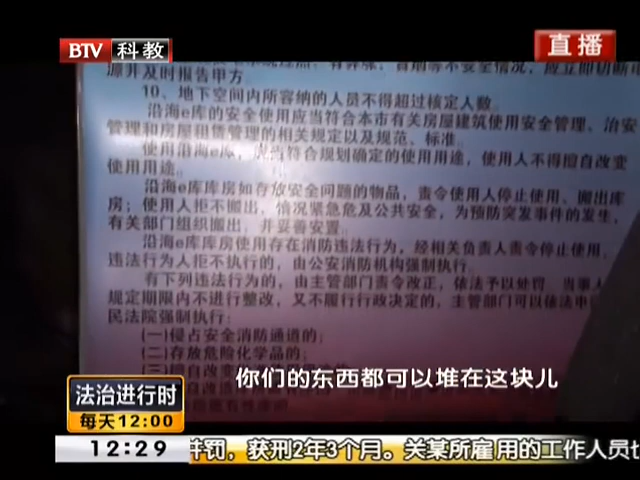 BTV 科教
直播
源并及时报告甲方。
10、地下空间内所容纳的人员不得超过核定人数。
沿海e库的安全使用应当符合本市有关房屋建筑使用安全管理、治安
管理和房屋租赁管理的相关规定以及规范、标准。
使用沿海e库，应当符合规划确定的使用用途，使用人不得擅自改变
使用用途。
沿海e库库房如存放安全问题的物品，责令使用人停止使用、搬出库
房；使用人拒不搬出，情况紧急危及公共安全，为预防突发事件的发生，
有关部门组织搬出，并妥善安置。
沿海e库库房使用存在消防违法行为，经相关负责人责令停止使用，
违法行为人拒不执行的，由公安消防机构强制执行。
有下列违法行为的，由主管部门责令改正，依法予以处罚，当事人
规定期限内不进行整改，又不履行行政决定的，主管部门可以依法申
民法院强制执行：
(一)侵占安全消防通道的；
(二)存放危险化学品的；
你们的东西都可以堆在这块儿
法治进行时
每天12:00
12:29
并罚，获刑2年3个月。关某所雇用的工作人员也